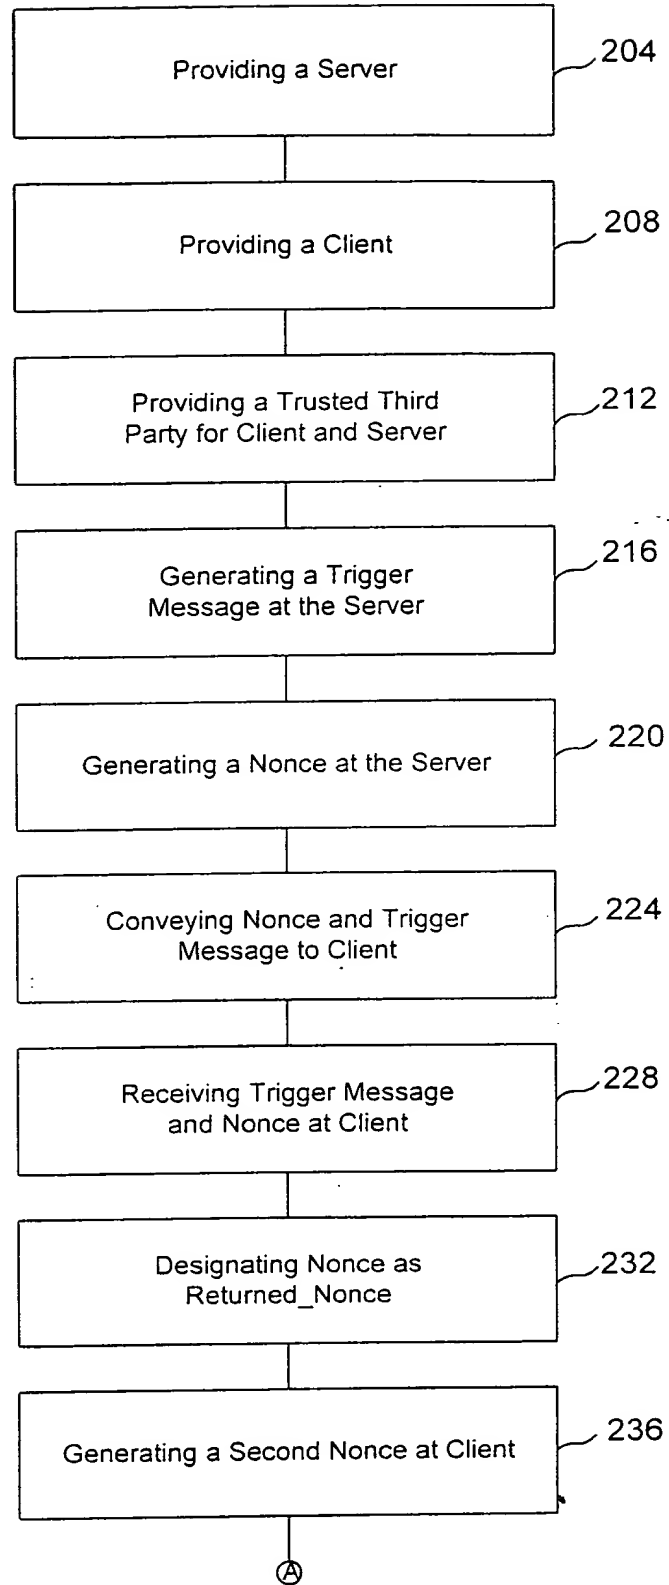 Providing a Server
204
Providing a Client
208
Providing a Trusted Third
Party for Client and Server
212
Generating a Trigger
Message at the Server
216
Generating a Nonce at the Server
220
Conveying Nonce and Trigger
Message to Client
224
Receiving Trigger Message
and Nonce at Client
228
Designating Nonce as
Returned_Nonce
232
Generating a Second Nonce at Client
236
A